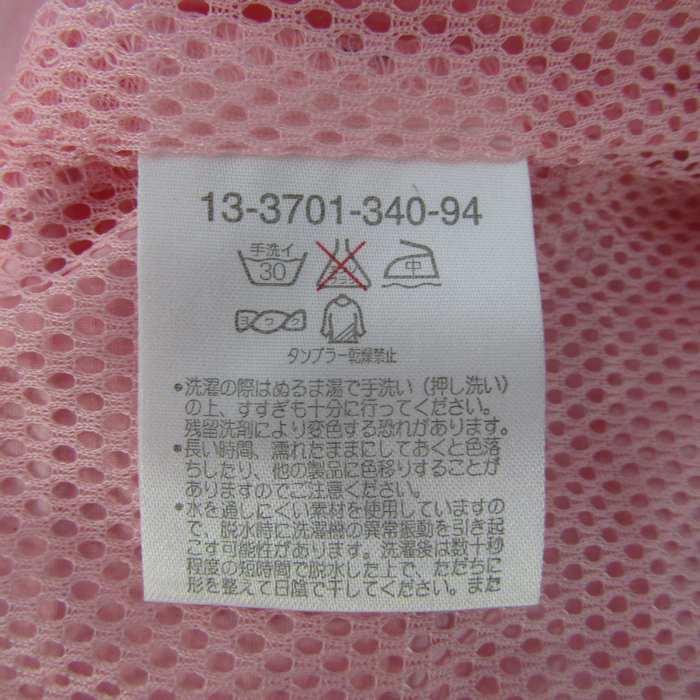 13-3701-340-94
手洗イ
30
エンソ
サラシ
中
ヨワク
タンブラー乾燥禁止
•洗濯の際はぬるま湯で手洗い（押し洗い）
の上、すすぎも十分に行ってください。
残留洗剤により変色する恐れがあります。
•長い時間、濡れたままにしておくと色落
ちしたり、他の製品に色移りすることが
ありますのでご注意ください。
•水を通しにくい素材を使用していますの
で、脱水時に洗濯機の異常振動を引き起
こす可能性があります。洗濯後は数十秒
程度の短時間で脱水した上で、ただちに
形を整えて日陰で干してください。また